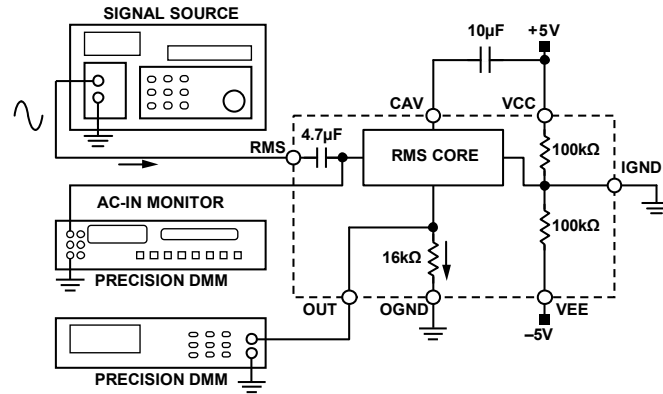 SIGNAL SOURCE
10µF
+5V
CAV
VCC
4.7µF
RMS
RMS CORE
100kΩ
IGND
AC-IN MONITOR
100kΩ
16kΩ
PRECISION DMM
OUT
OGND
VEE
–5V
PRECISION DMM